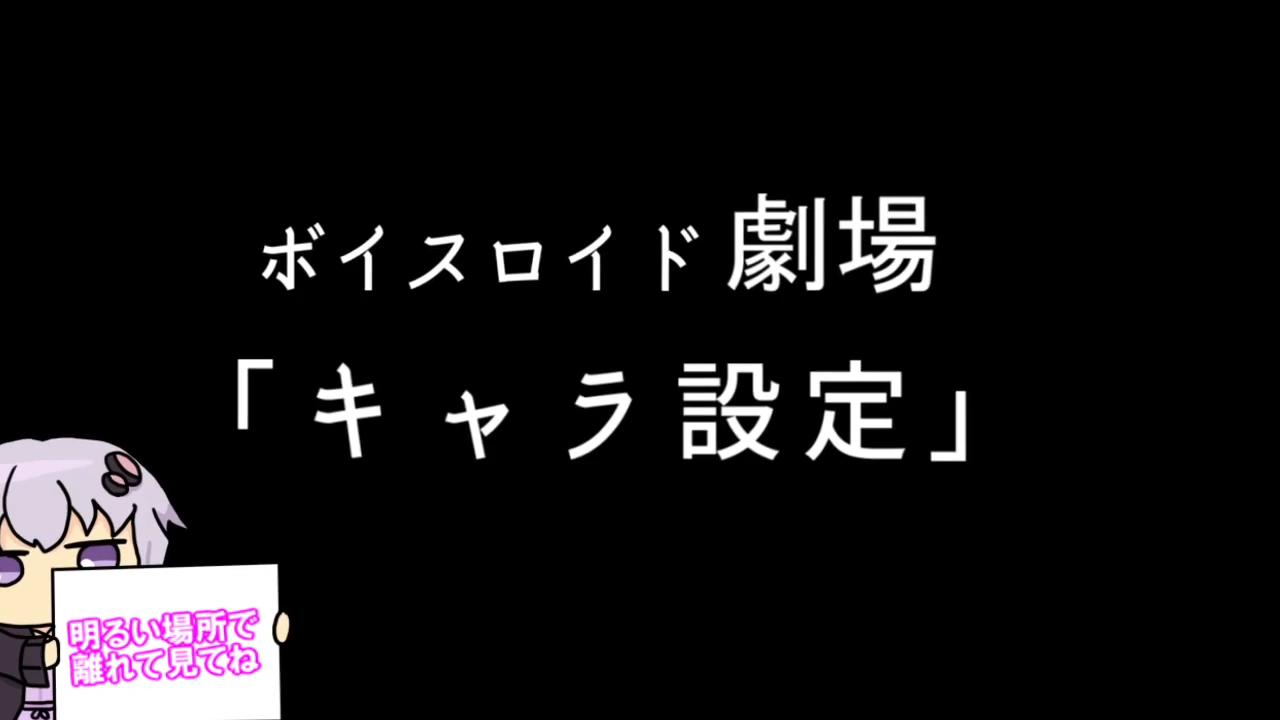 ボイスロイド劇場
「キャラ設定」
明るい場所で
離れて見てね